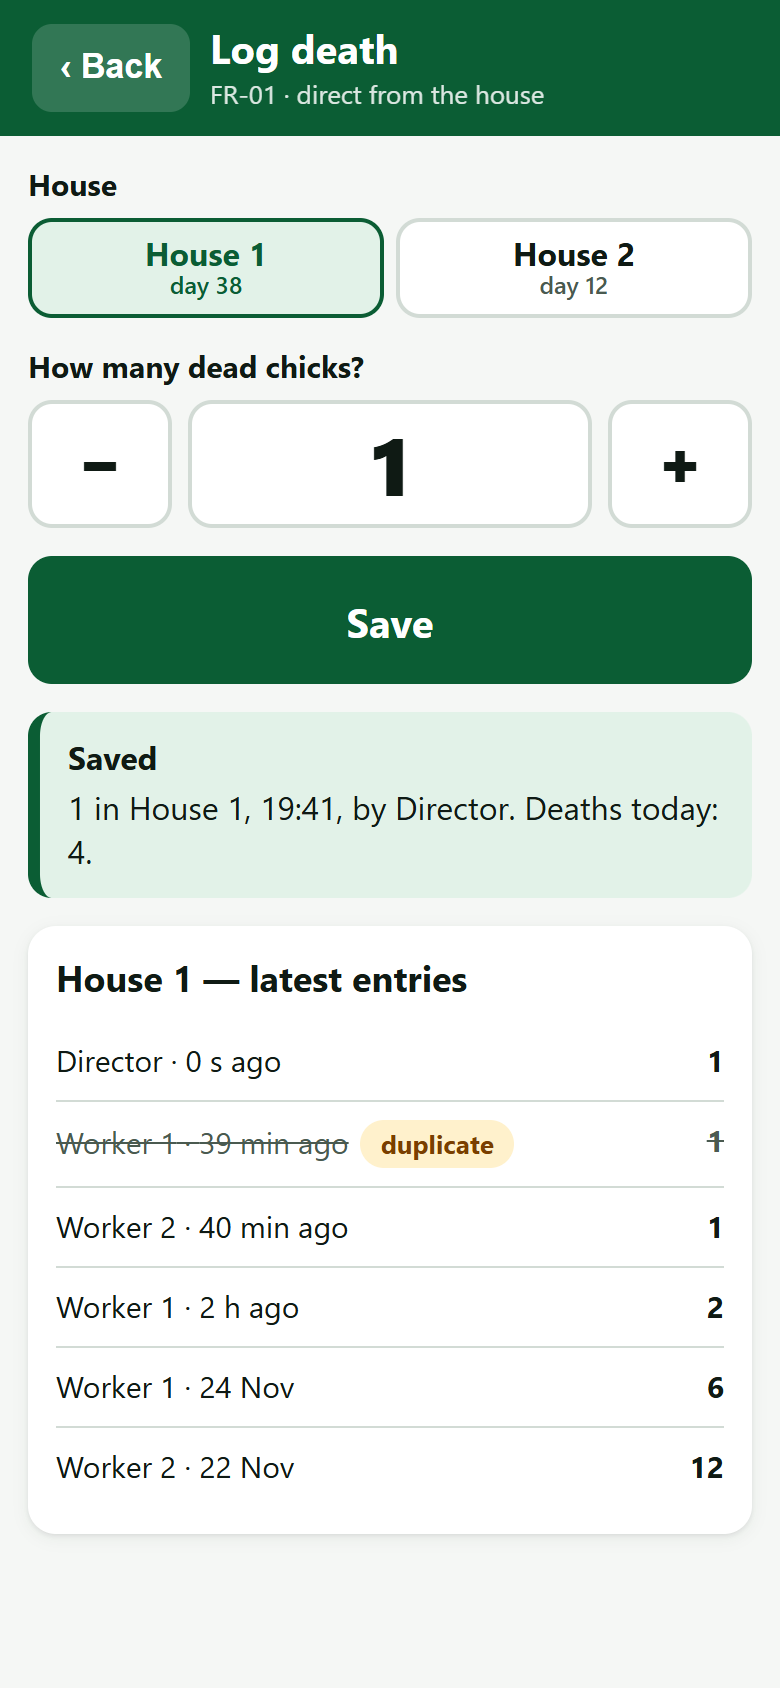 ‹ Back
Log death
FR-01 · direct from the house
House
House 1
day 38
House 2
day 12
How many dead chicks?
− 1 +
Save
Saved
1 in House 1, 19:41, by Director. Deaths today:
4.
House 1 — latest entries
Director · 0 s ago 1
Worker 1 · 39 min ago duplicate 1
Worker 2 · 40 min ago 1
Worker 1 · 2 h ago 2
Worker 1 · 24 Nov 6
Worker 2 · 22 Nov 12